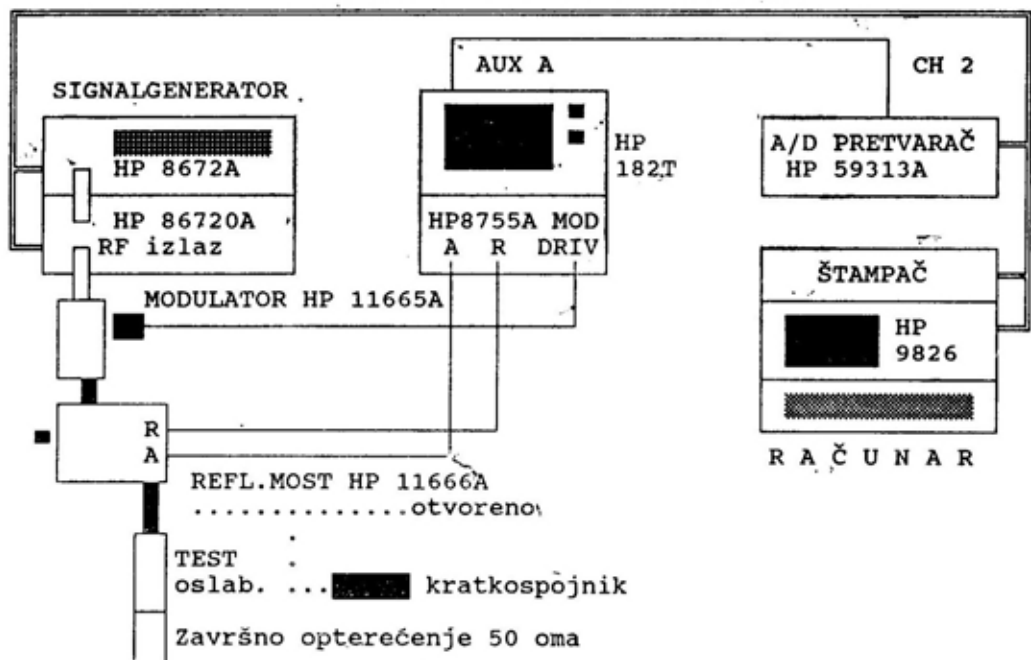 AUX A
CH 2
SIGNALGENERATOR
HP 8672A
HP 86720A
RF izlaz
HP
182T
HP8755A MOD
A R DRIV
A/D PRETVARAČ
HP 59313A
ŠTAMPAČ
HP
9826
RAČUNAR
MODULATOR HP 11665A
R
A
REFL.MOST HP 11666A
..............otvoreno
TEST
oslab. ... kratkospojnik
Završno opterećenje 50 oma